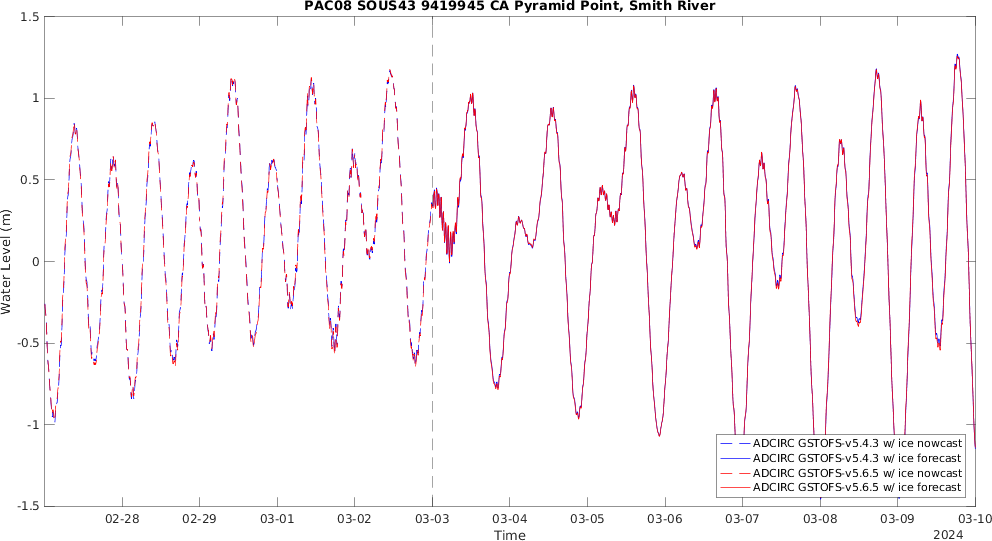 PAC08 SOUS43 9419945 CA Pyramid Point, Smith River
1.5
1
0.5
0
-0.5
-1
-1.5
Water Level (m)
02-28 02-29 03-01 03-02 03-03 03-04 03-05 03-06 03-07 03-08 03-09 03-10
Time
2024
ADCIRC GSTOFS-v5.4.3 w/ ice nowcast
ADCIRC GSTOFS-v5.4.3 w/ ice forecast
ADCIRC GSTOFS-v5.6.5 w/ ice nowcast
ADCIRC GSTOFS-v5.6.5 w/ ice forecast